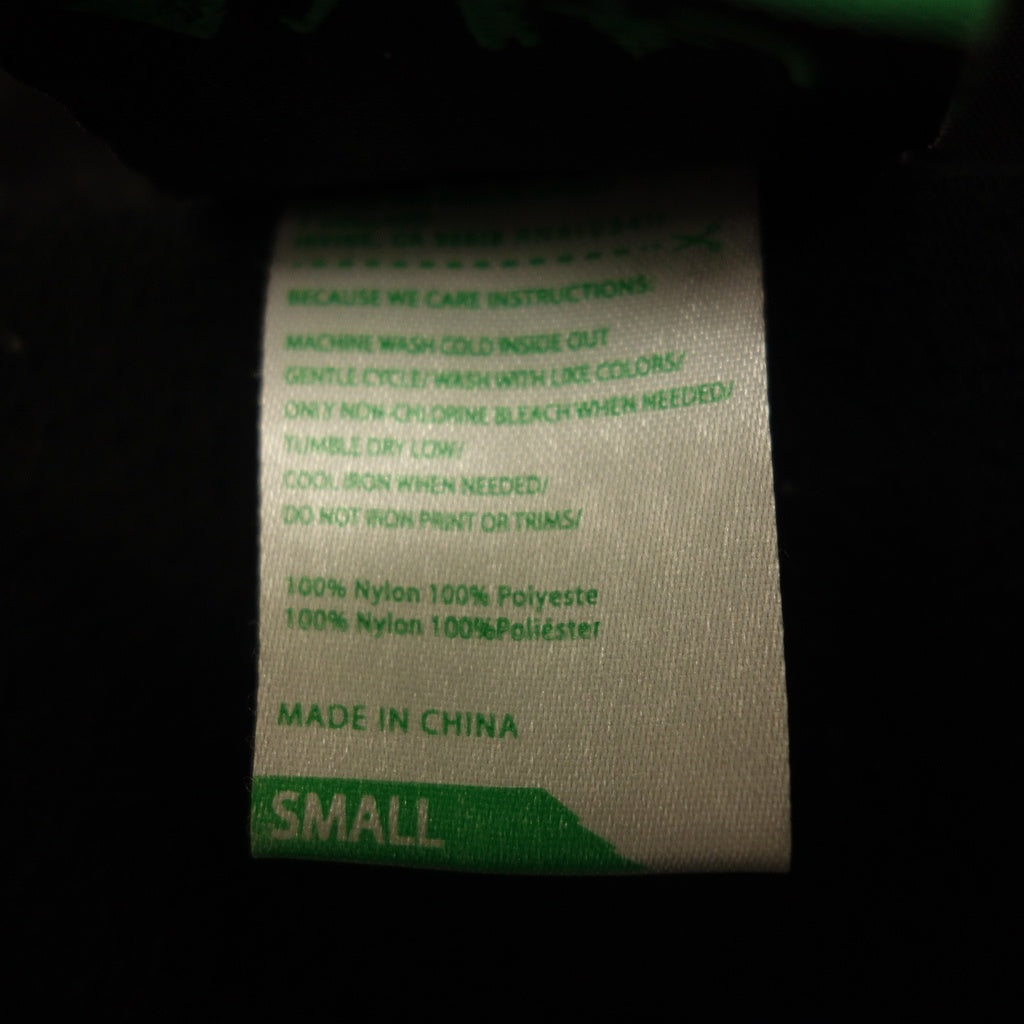 BECAUSE WE CARE INSTRUCTIONS:
MACHINE WASH COLD INSIDE OUT
GENTLE CYCLE/ WASH WITH LIKE COLORS/
ONLY NON-CHLORINE BLEACH WHEN NEEDED/
TUMBLE DRY LOW/
COOL IRON WHEN NEEDED/
DO NOT IRON PRINT OR TRIMS/
100% Nylon 100% Polyeste
100% Nylon 100%Poliéster
MADE IN CHINA
SMALL